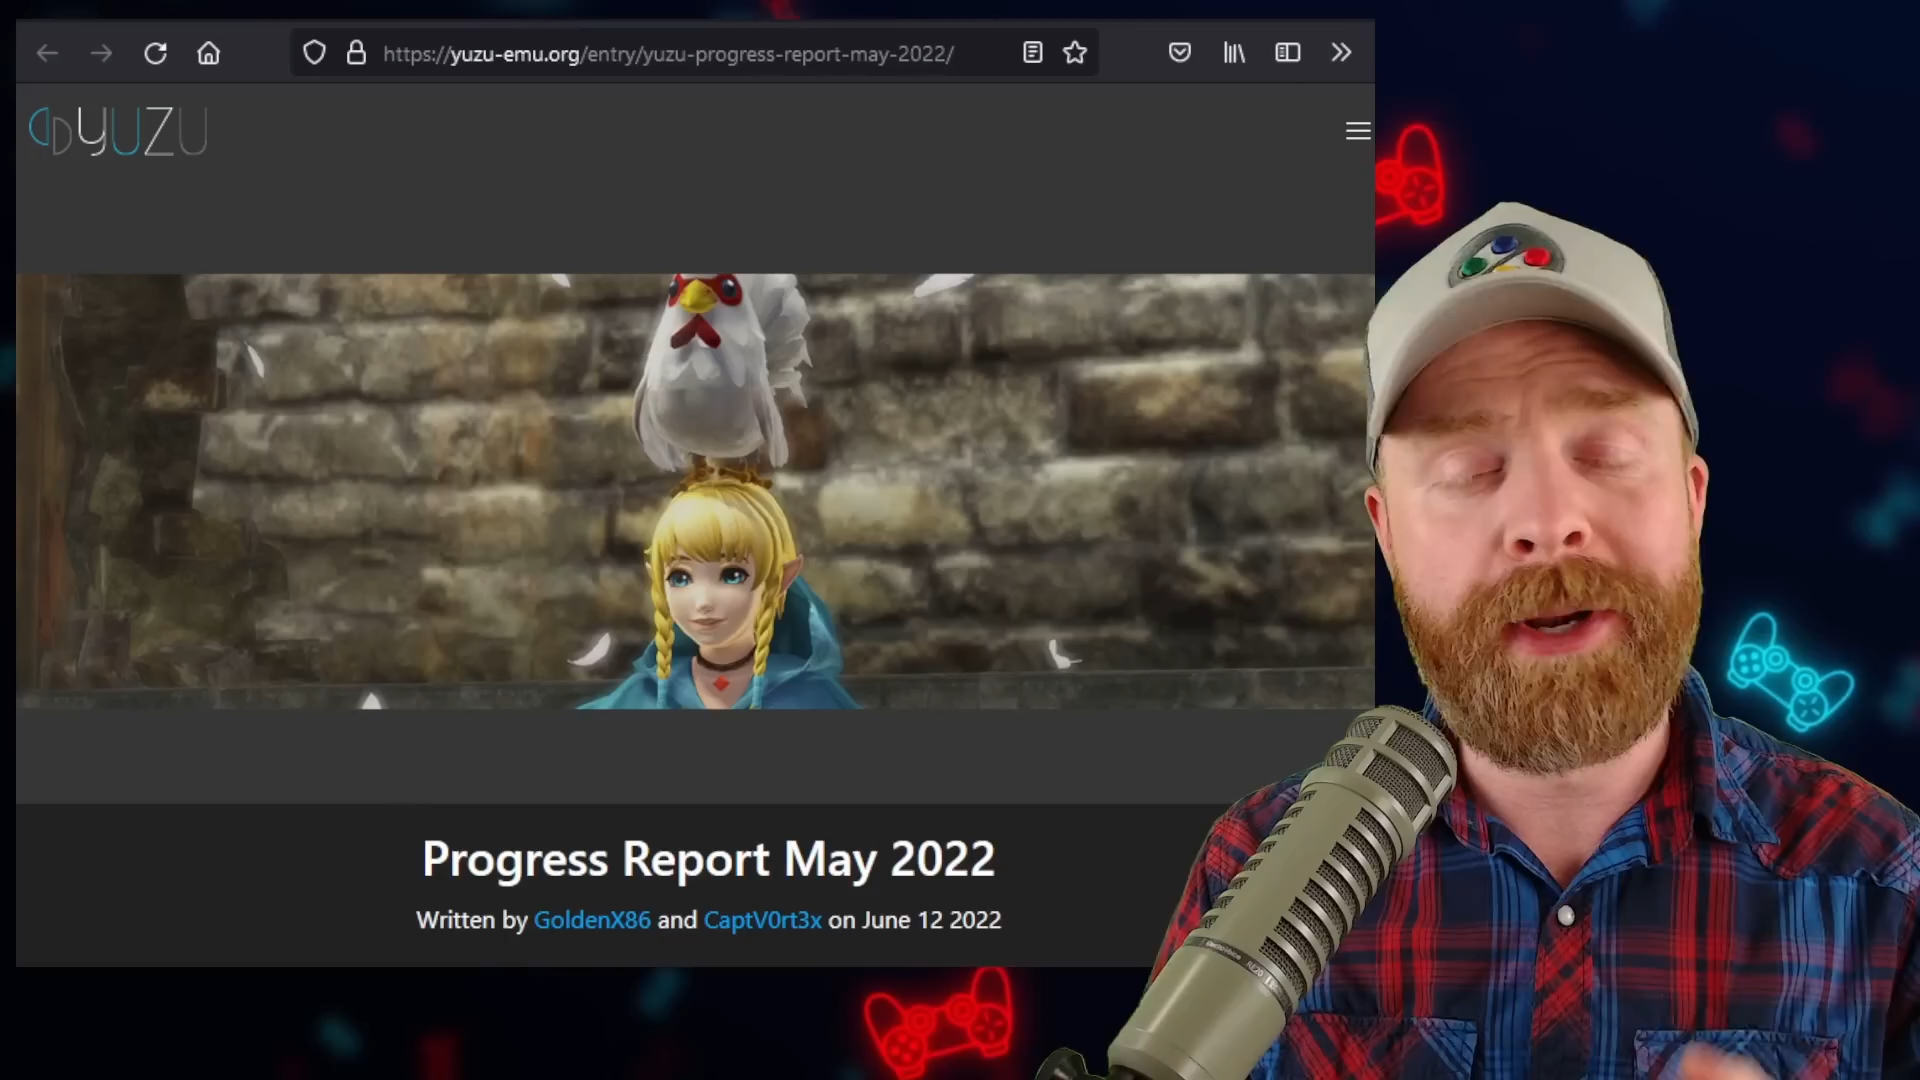 https://yuzu-emu.org/entry/yuzu-progress-report-may-2022/
YUZU
Progress Report May 2022
Written by GoldenX86 and CaptV0rt3x on June 12 2022
RE20